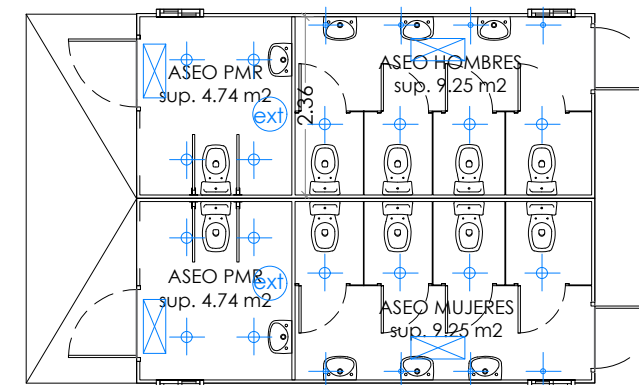 ASEO PMR
sup. 4.74 m2
ext
2.36
ASEO HOMBRES
sup. 9.25 m2
ASEO PMR
sup. 4.74 m2
ext
ASEO MUJERES
sup. 9.25 m2